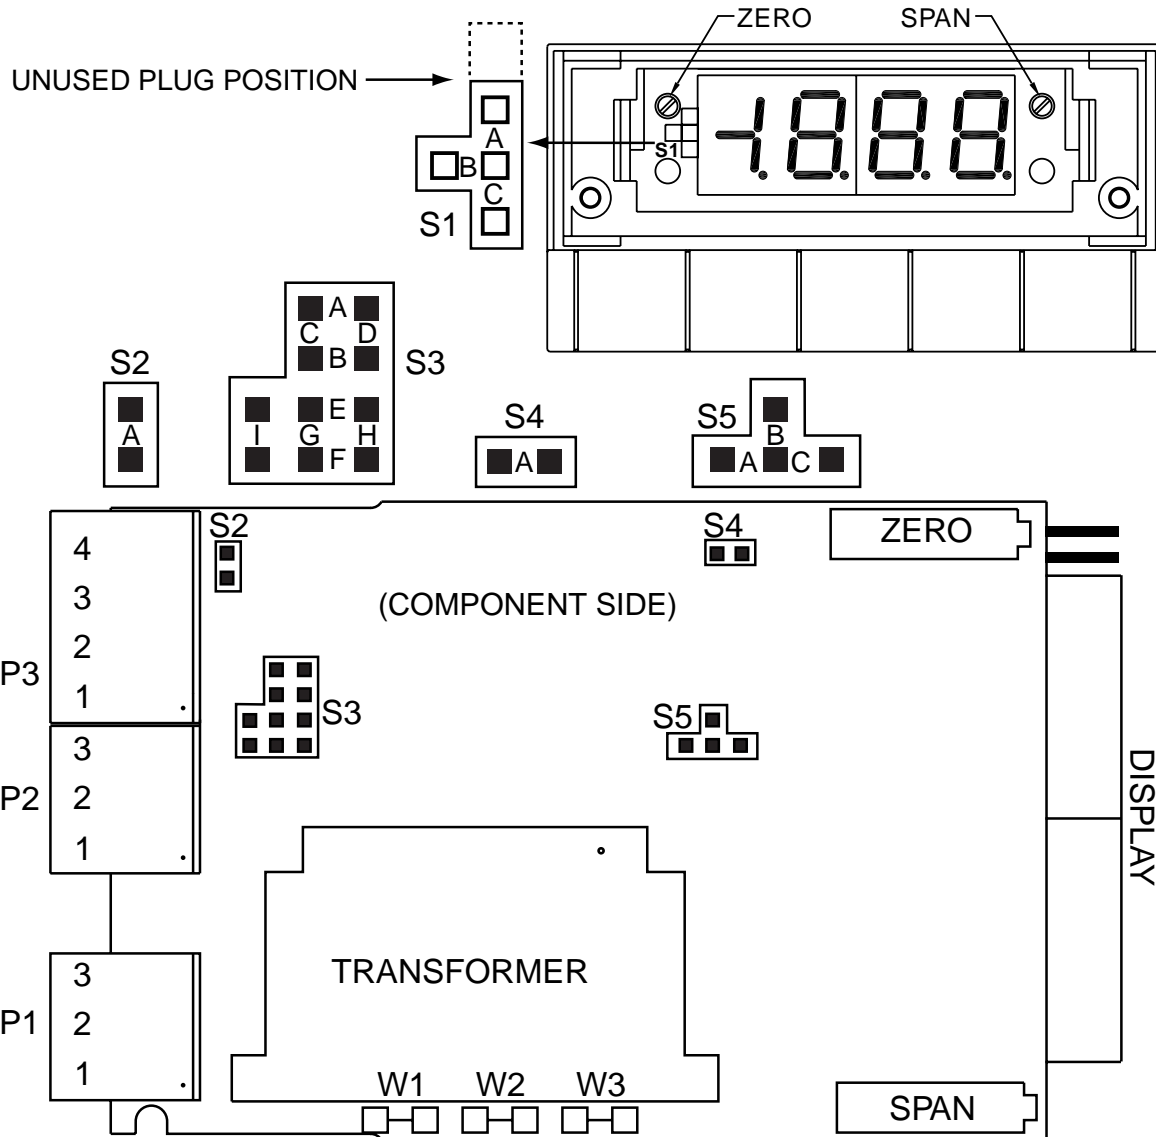 ZERO
SPAN
UNUSED PLUG POSITION
A
B
C
S1
S1
-1.8.8.8.
S2
A
A
C D
B
S3
I
E
G H
F
S4
A
S5
B
A C
S2
S4
ZERO
(COMPONENT SIDE)
P3
4
3
2
1
S3
S5
P2
3
2
1
DISPLAY
TRANSFORMER
P1
3
2
1
W1
W2
W3
SPAN